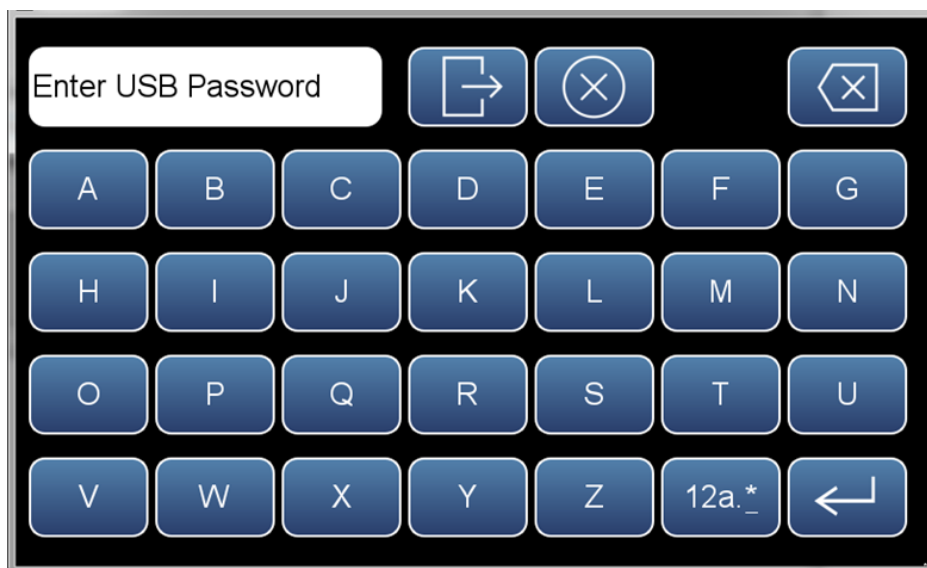 Enter USB Password
A B C D E F G
H I J K L M N
O P Q R S T U
V W X Y Z 12a.*